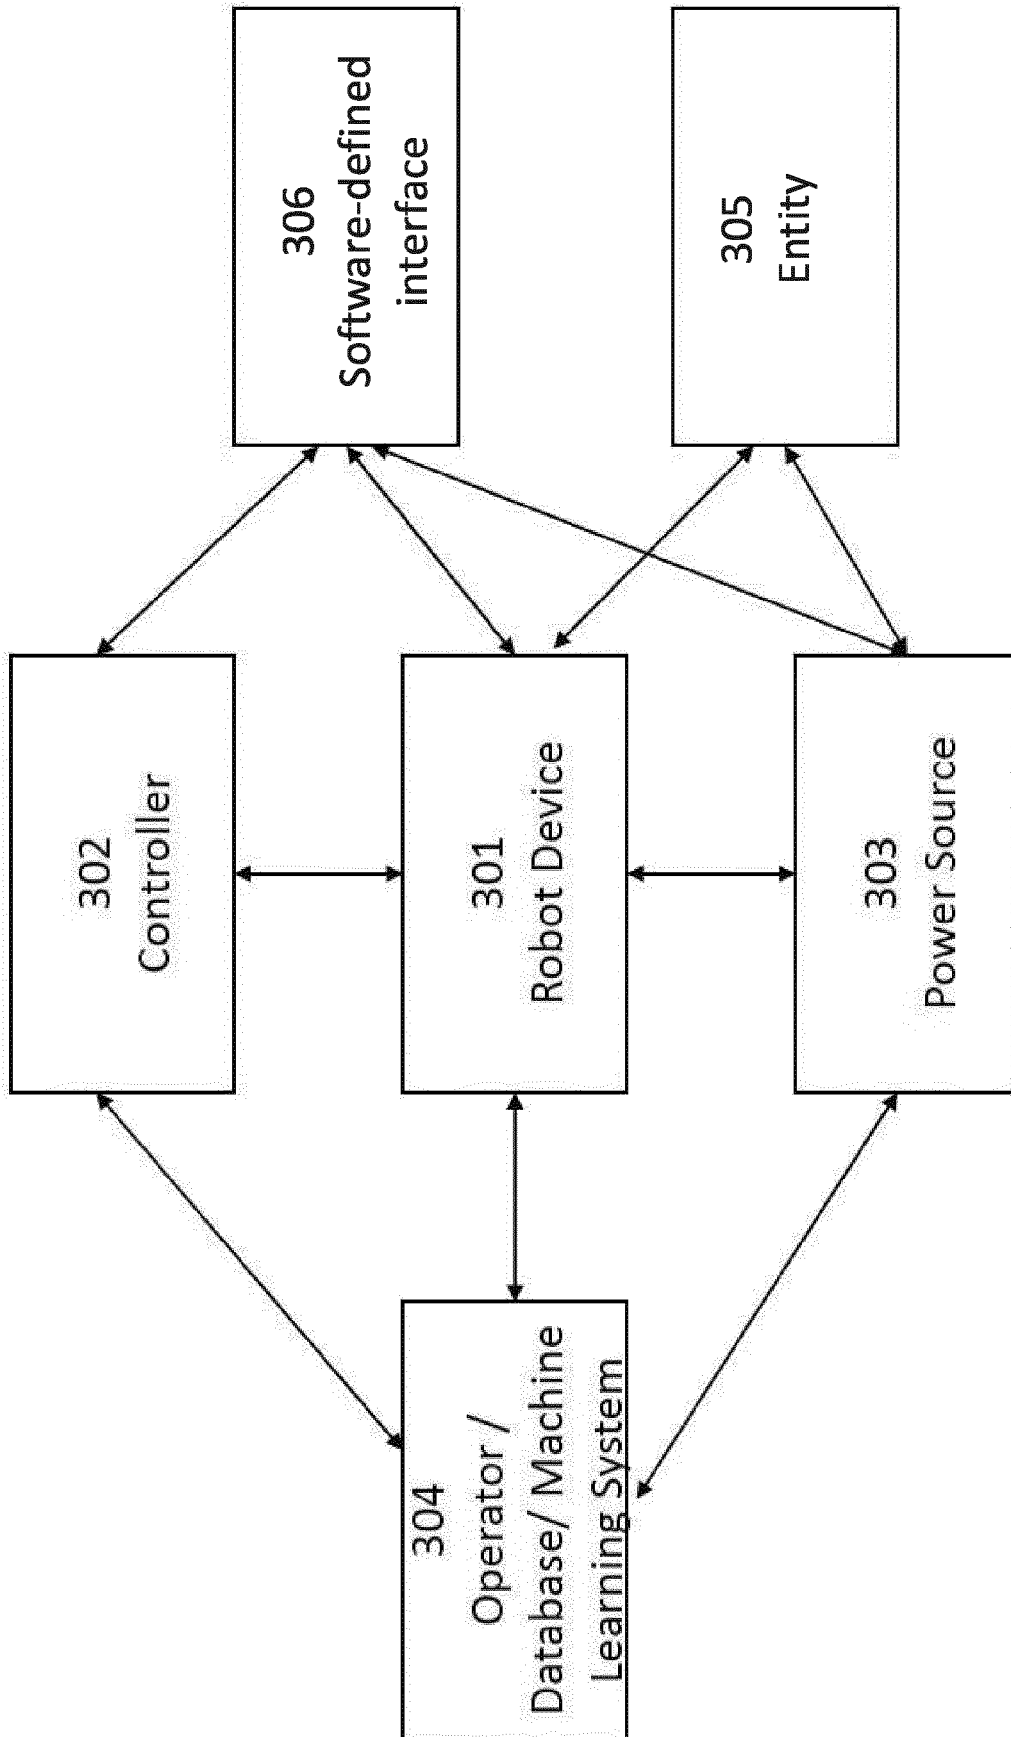 302
Controller
306
Software-defined
interface
304
Operator /
Database/ Machine
Learning System
301
Robot Device
305
Entity
303
Power Source